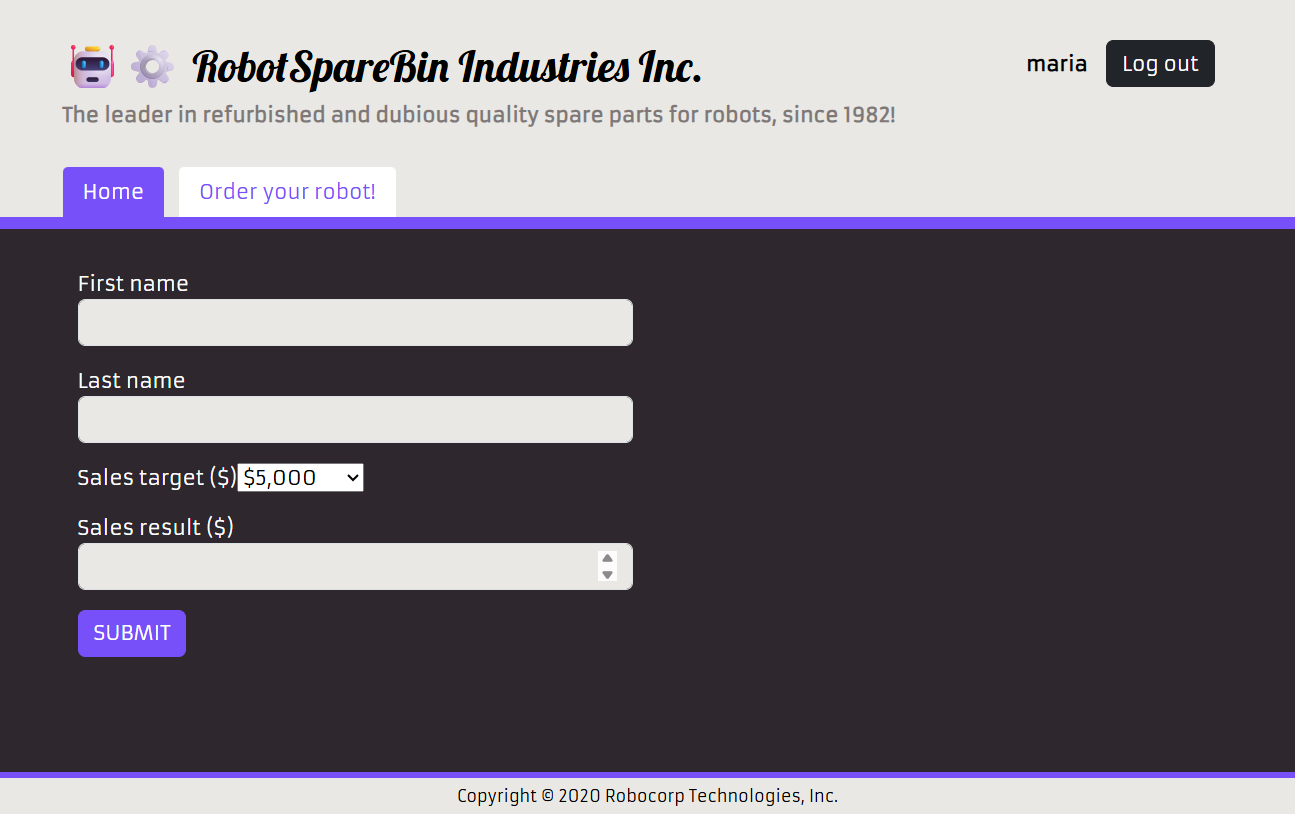 RobotSpareBin Industries Inc.
maria
Log out
The leader in refurbished and dubious quality spare parts for robots, since 1982!
Home
Order your robot!
First name
Last name
Sales target ($)
$5,000
Sales result ($)
SUBMIT
Copyright © 2020 Robocorp Technologies, Inc.